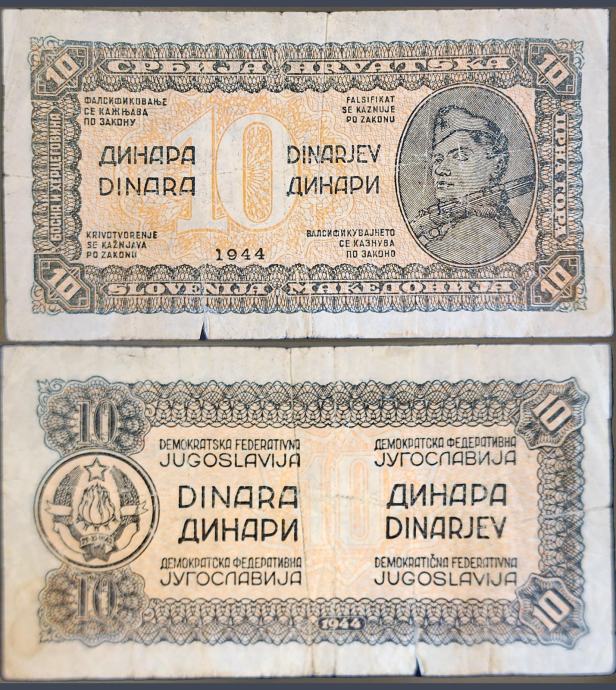 10
СРБИЈА HRVATSKA
10
БОСНА И ХЕРЦЕГОВИНА
ФАЛСИФИКОВАЊЕ
СЕ КАЖЊАВА
ПО ЗАКОНУ
FALSIFIKAT
SE KAZNUJE
PO ZAKONU
ЦРНА ГОРА
10
ДИНАРА
DINARA
DINARJEV
ДИНАРИ
KRIVOTVORENJE
SE KAŽNJAVA
PO ZAKONU
1944
ФАЛСИФИКУВАЈНЕТО
СЕ КАЗНУВА
ПО ЗАКОНО
10
SLOVENIJA МАКЕДОНИЈА
10
10
10
DEMOKRATSKA FEDERATIVNA
JUGOSLAVIJA
ДЕМОКРАТСКА ФЕДЕРАТИВНА
ЈУГОСЛАВИЈА
10
DINARA
ДИНАРИ
ДИНАРА
DINARJEV
ДЕМОКРАТСКА ФЕДЕРАТИВНА
ЈУГОСЛАВИЈА
DEMOKRATIČNA FEDERATIVNA
JUGOSLAVIJA
10
1944
10